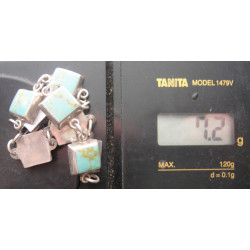 TANITA
MODEL 1479V
7.2 g
MAX. 120g
d = 0.1g